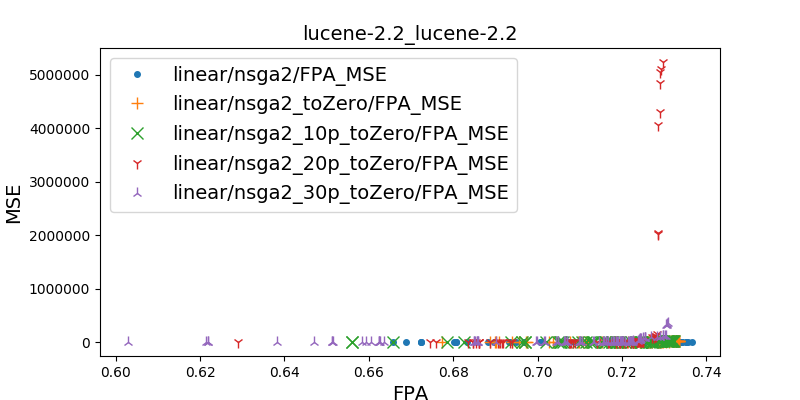 lucene-2.2_lucene-2.2
linear/nsga2/FPA_MSE
linear/nsga2_toZero/FPA_MSE
linear/nsga2_10p_toZero/FPA_MSE
linear/nsga2_20p_toZero/FPA_MSE
linear/nsga2_30p_toZero/FPA_MSE
MSE
5000000
4000000
3000000
2000000
1000000
0
0.60 0.62 0.64 0.66 0.68 0.70 0.72 0.74
FPA